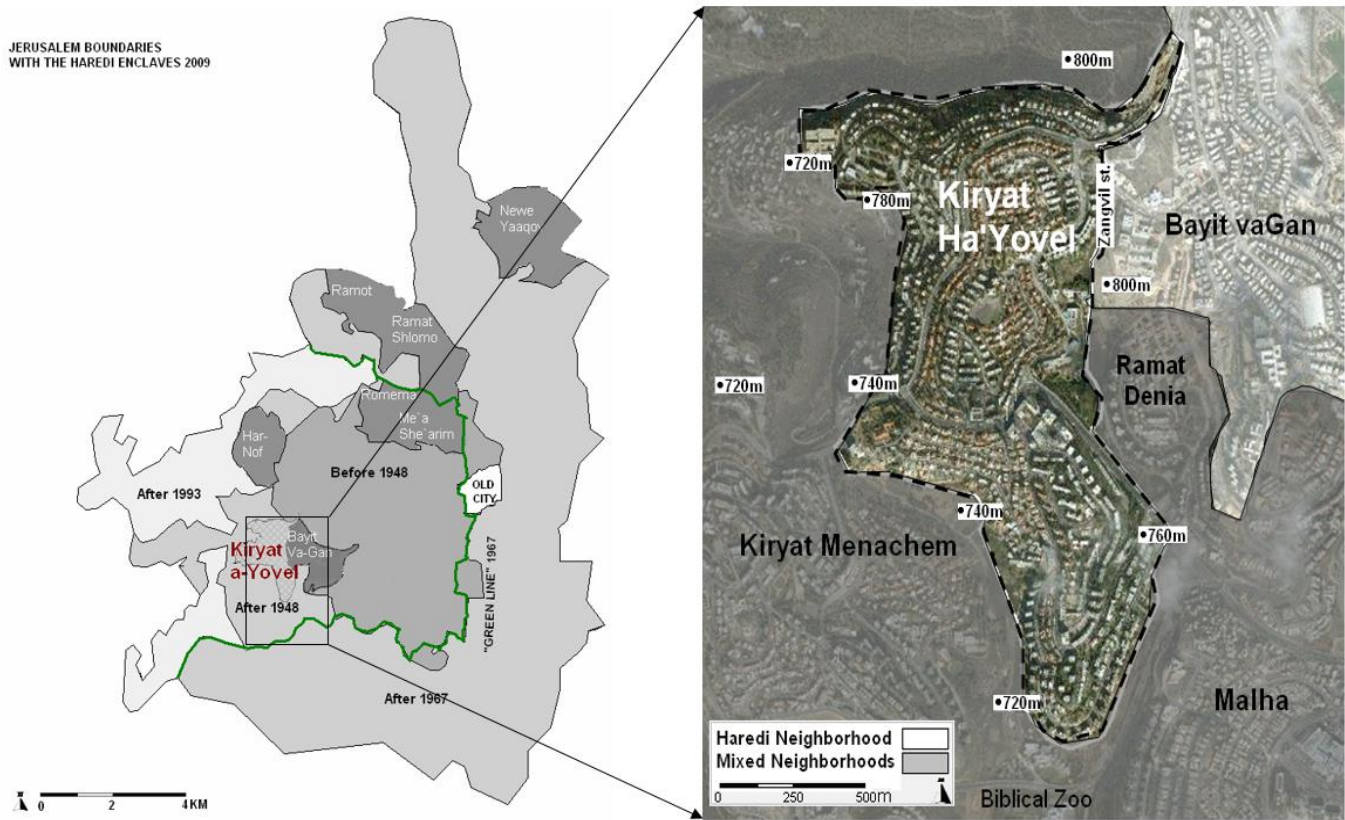 JERUSALEM BOUNDARIES
WITH THE HAREDI ENCLAVES 2009
Newe
Yaaqov
Ramot
Ramat
Shlomo
Romema
Me'a
She'arim
Har-
Nof
Before 1948
OLD
CITY
After 1993
Bayit
Va-Gan
Kiryat
a-Yovel
After 1948
"GREEN LINE" 1967
After 1967
0 2 4 KM
800m
720m
780m
Kiryat
Ha'Yovel
Zangvil st.
Bayit vaGan
800m
Ramat
Denia
720m
740m
740m
760m
Kiryat Menachem
720m
Malha
Haredi Neighborhood
Mixed Neighborhoods
0 250 500m
Biblical Zoo